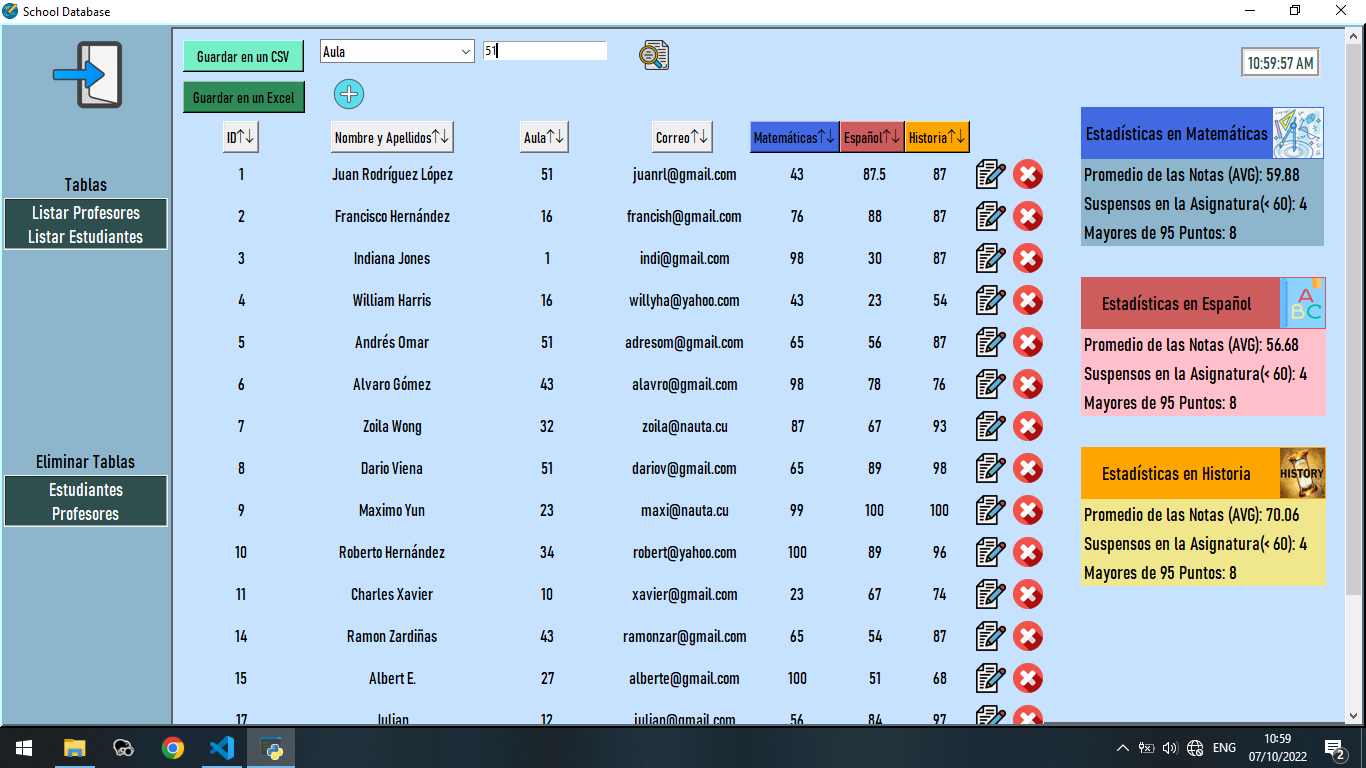 School Database
Guardar en un CSV
Aula
51
10:59:57 AM
Guardar en un Excel
ID↑↓ Nombre y Apellidos↑↓ Aula↑↓ Correo↑↓ Matemáticas↑↓ Español↑↓ Historia↑↓
1 Juan Rodríguez López 51 juanrl@gmail.com 43 87.5 87
2 Francisco Hernández 16 francish@gmail.com 76 88 87
3 Indiana Jones 1 indi@gmail.com 98 30 87
4 William Harris 16 willyha@yahoo.com 43 23 54
5 Andrés Omar 51 adresom@gmail.com 65 56 87
6 Alvaro Gómez 43 alavro@gmail.com 98 78 76
7 Zoila Wong 32 zoila@nauta.cu 87 67 93
8 Dario Viena 51 dariov@gmail.com 65 89 98
9 Maximo Yun 23 maxi@nauta.cu 99 100 100
10 Roberto Hernández 34 robert@yahoo.com 100 89 96
11 Charles Xavier 10 xavier@gmail.com 23 67 74
14 Ramon Zardiñas 43 ramonzar@gmail.com 65 54 87
15 Albert E. 27 alberte@gmail.com 100 51 68
17 Julian 12 julian@gmail.com 56 84 97
Tablas
Listar Profesores
Listar Estudiantes
Eliminar Tablas
Estudiantes
Profesores
Estadísticas en Matemáticas
Promedio de las Notas (AVG): 59.88
Suspensos en la Asignatura(< 60): 4
Mayores de 95 Puntos: 8
Estadísticas en Español
A
B C
Promedio de las Notas (AVG): 56.68
Suspensos en la Asignatura(< 60): 4
Mayores de 95 Puntos: 8
Estadísticas en Historia
HISTORY
Promedio de las Notas (AVG): 70.06
Suspensos en la Asignatura(< 60): 4
Mayores de 95 Puntos: 8
ENG
10:59
07/10/2022
2